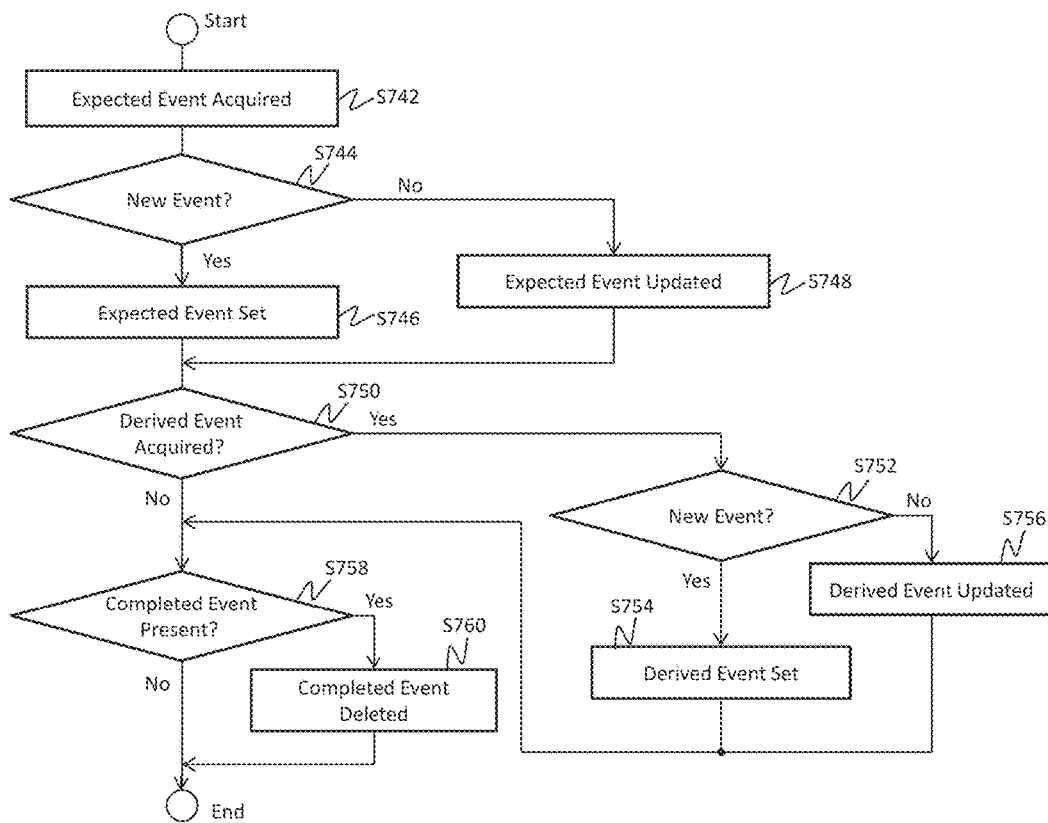 Start
Expected Event Acquired
S742
S744
New Event?
No
Yes
Expected Event Updated
S748
Expected Event Set
S746
S750
Derived Event
Acquired?
Yes
No
S752
New Event?
No
Yes
S756
Derived Event Updated
S754
Derived Event Set
S758
Completed Event
Present?
Yes
No
S760
Completed Event
Deleted
End